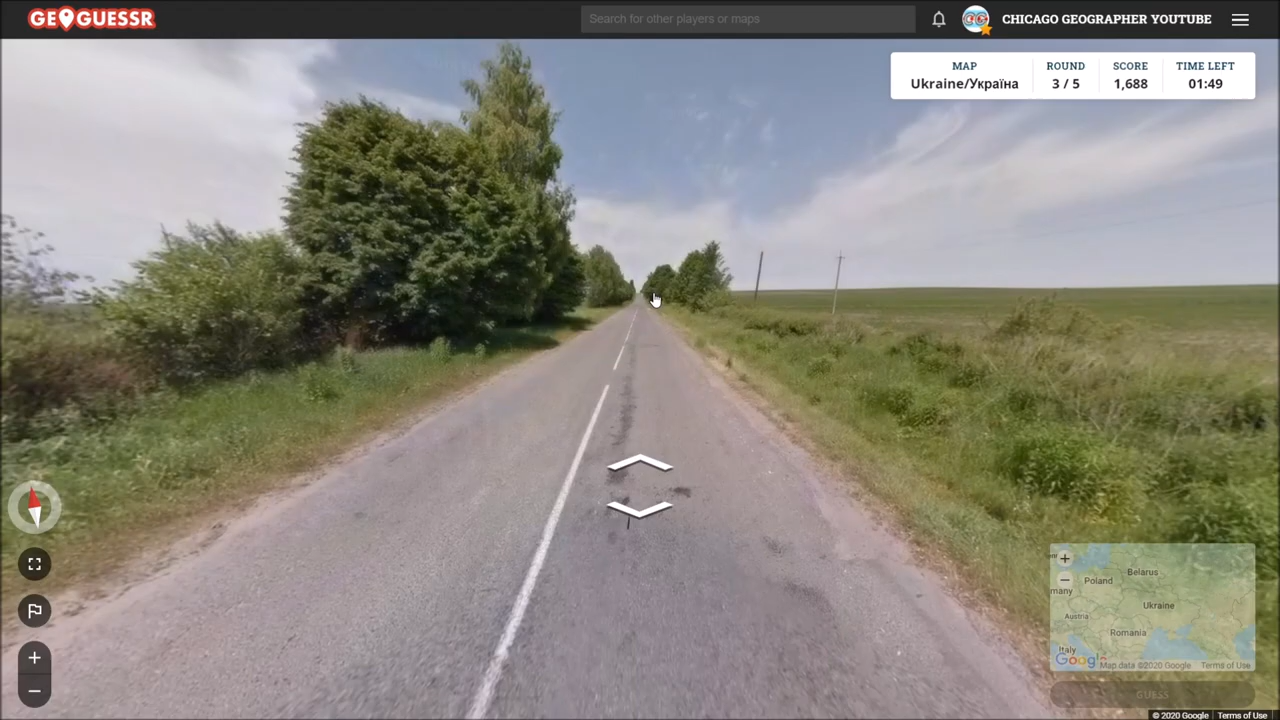 GEOGUESSR
Search for other players or maps
CHICAGO GEOGRAPHER YOUTUBE
MAP
Ukraine/Україна
ROUND
3 / 5
SCORE
1,688
TIME LEFT
01:49
+
−
+
−
Belarus
Poland
many
Ukraine
Austria
Romania
Italy
Google
Map data ©2020 Google
Terms of Use
GUESS
© 2020 Google
Terms of Use